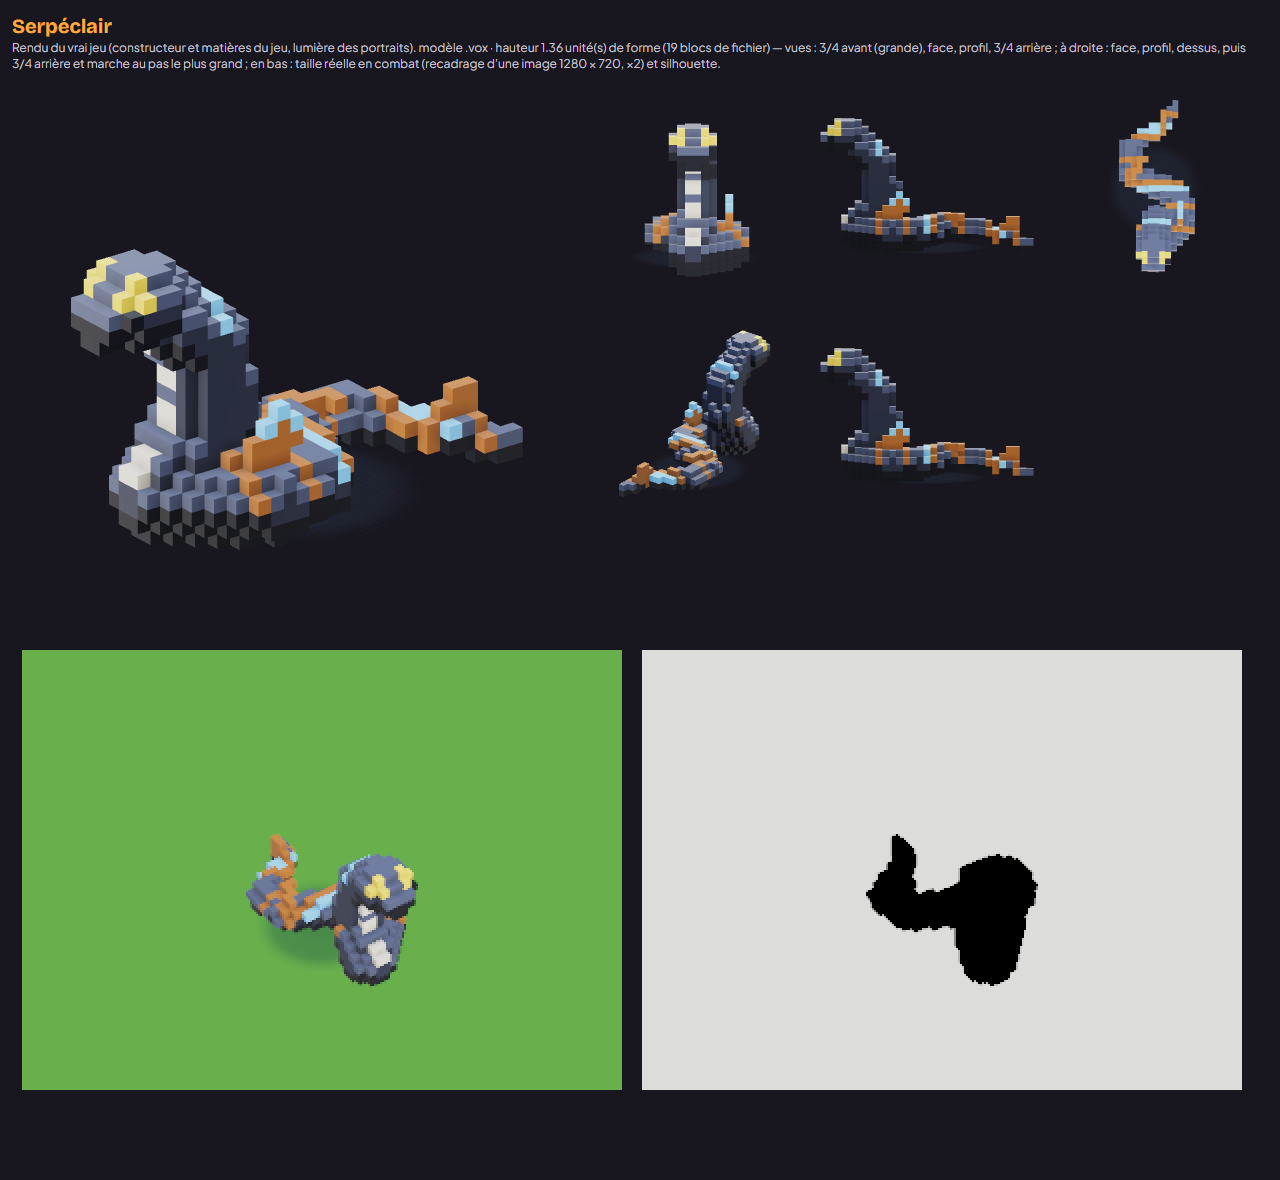 Serpéclair
Rendu du vrai jeu (constructeur et matières du jeu, lumière des portraits). modèle .vox · hauteur 1.36 unité(s) de forme (19 blocs de fichier) — vues : 3/4 avant (grande), face, profil, 3/4 arrière ; à droite : face, profil, dessus, puis
3/4 arrière et marche au pas le plus grand ; en bas : taille réelle en combat (recadrage d'une image 1280 × 720, ×2) et silhouette.